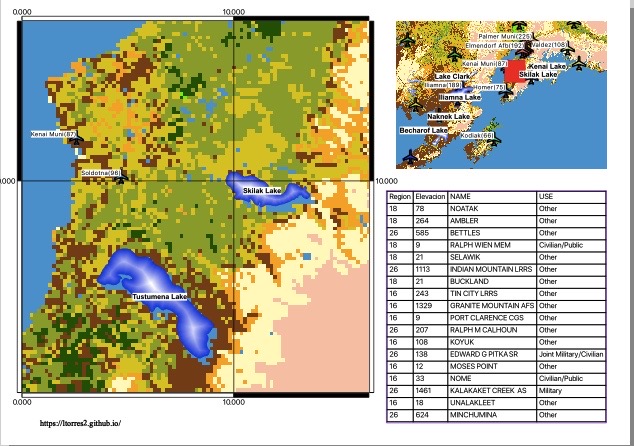 0.000
10.000
Kenai Muni(87)
Soldotna(96)
0.000
10.000
Skilak Lake
Tustumena Lake
0.000
10.000
https://ltorres2.github.io/
Palmer Muni(225)
Elmendorf Afb(192)
Valdez(108)
Kenai Muni(87)
Kenai Lake
Skilak Lake
Lake Clark
Iliamna(189)
Homer(75)
Iliamna Lake
Naknek Lake
Becharof Lake
Kodiak(66)
Region Elevation NAME USE
18 78 NOATAK Other
18 264 AMBLER Other
26 585 BETTLES Other
18 9 RALPH WIEN MEM Civilian/Public
18 21 SELAWIK Other
26 1113 INDIAN MOUNTAIN LRRS Other
18 21 BUCKLAND Other
16 243 TIN CITY LRRS Other
16 1329 GRANITE MOUNTAIN AFS Other
16 9 PORT CLARENCE CGS Other
26 207 RALPH M CALHOUN Other
16 108 KOYUK Other
26 138 EDWARD G PITKA SR Joint Military/Civilian
16 12 MOSES POINT Other
16 33 NOME Civilian/Public
26 1461 KALAKAKET CREEK AS Military
16 18 UNALAKLEET Other
26 624 MINCHUMINA Other